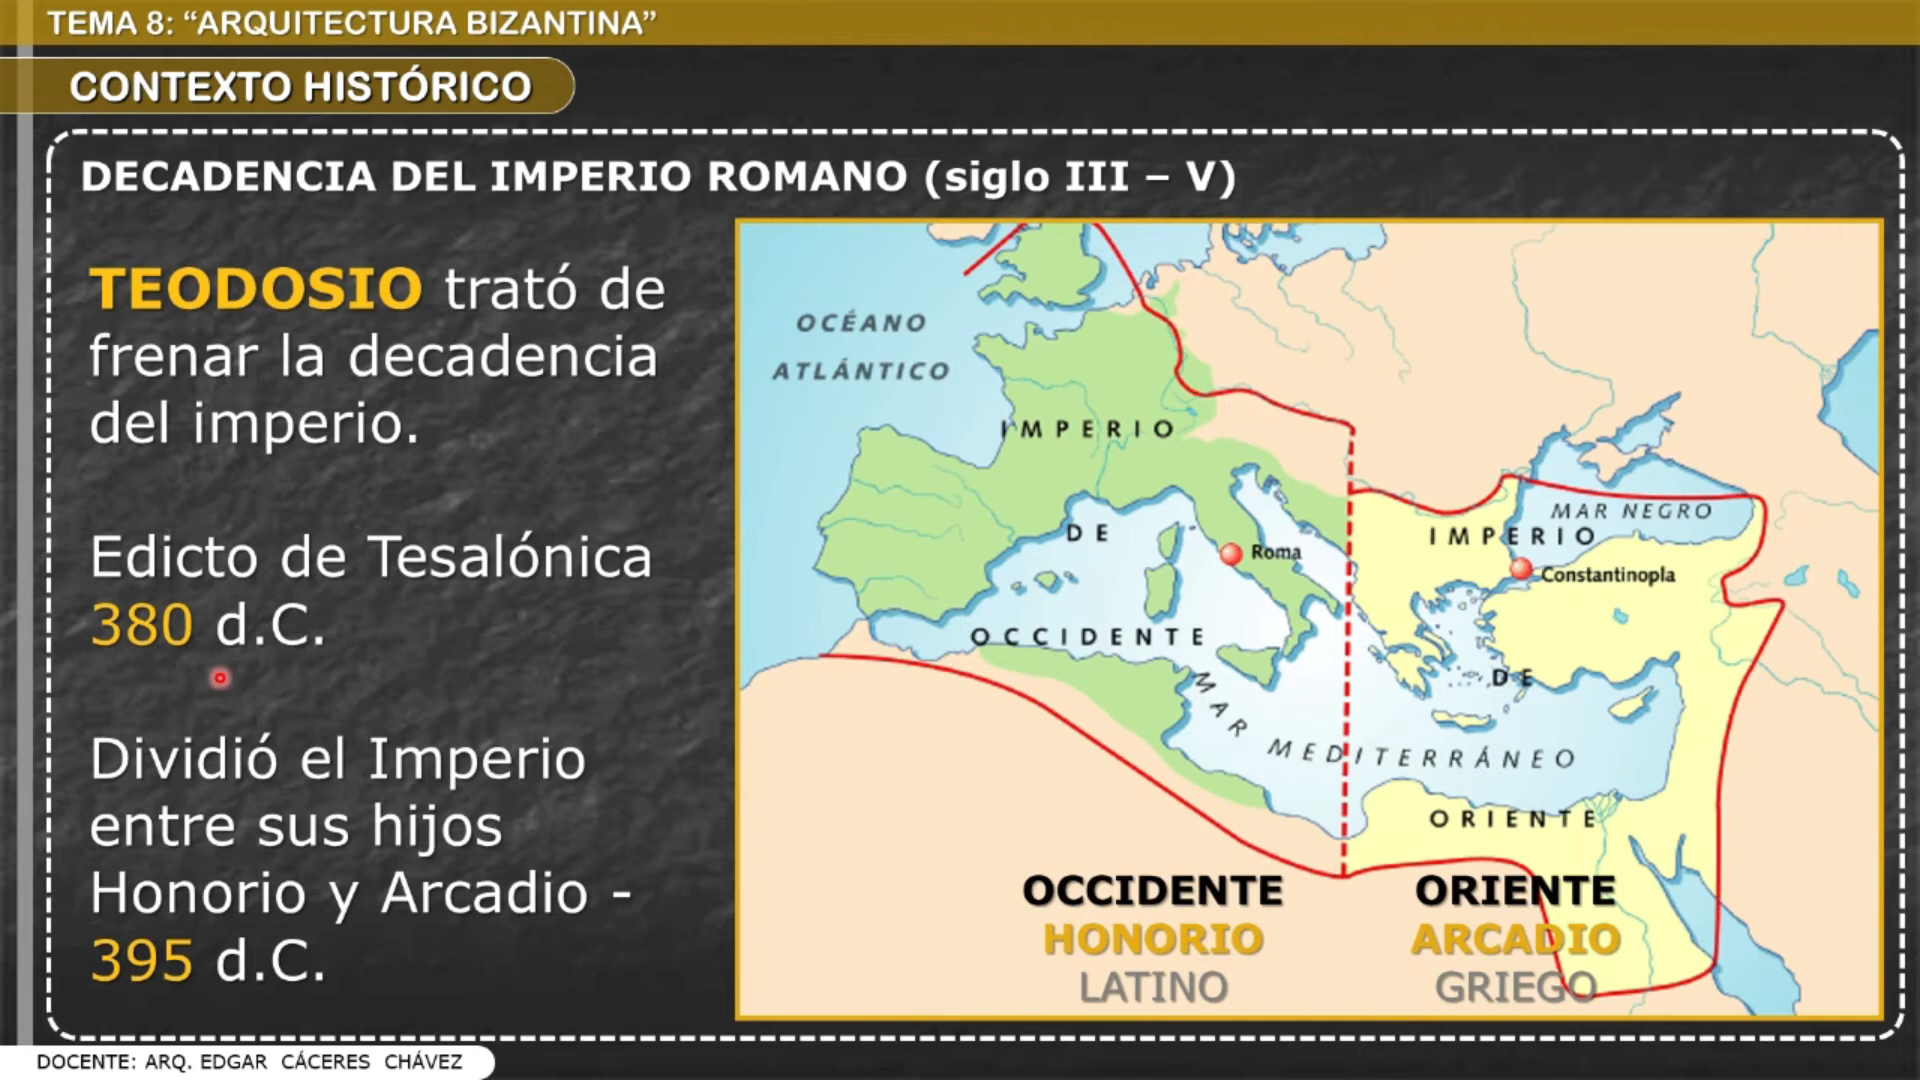 TEMA 8: “ARQUITECTURA BIZANTINA”
CONTEXTO HISTÓRICO
DECADENCIA DEL IMPERIO ROMANO (siglo III – V)
TEODOSIO trató de
frenar la decadencia
del imperio.
Edicto de Tesalónica
380 d.C.
Dividió el Imperio
entre sus hijos
Honorio y Arcadio -
395 d.C.
OCÉANO
ATLÁNTICO
IMPERIO
DE
OCCIDENTE
Roma
MAR NEGRO
IMPERIO
Constantinopla
DE
MAR MEDITERRÁNEO
ORIENTE
OCCIDENTE
HONORIO
LATINO
ORIENTE
ARCADIO
GRIEGO
DOCENTE: ARQ. EDGAR CÁCERES CHÁVEZ